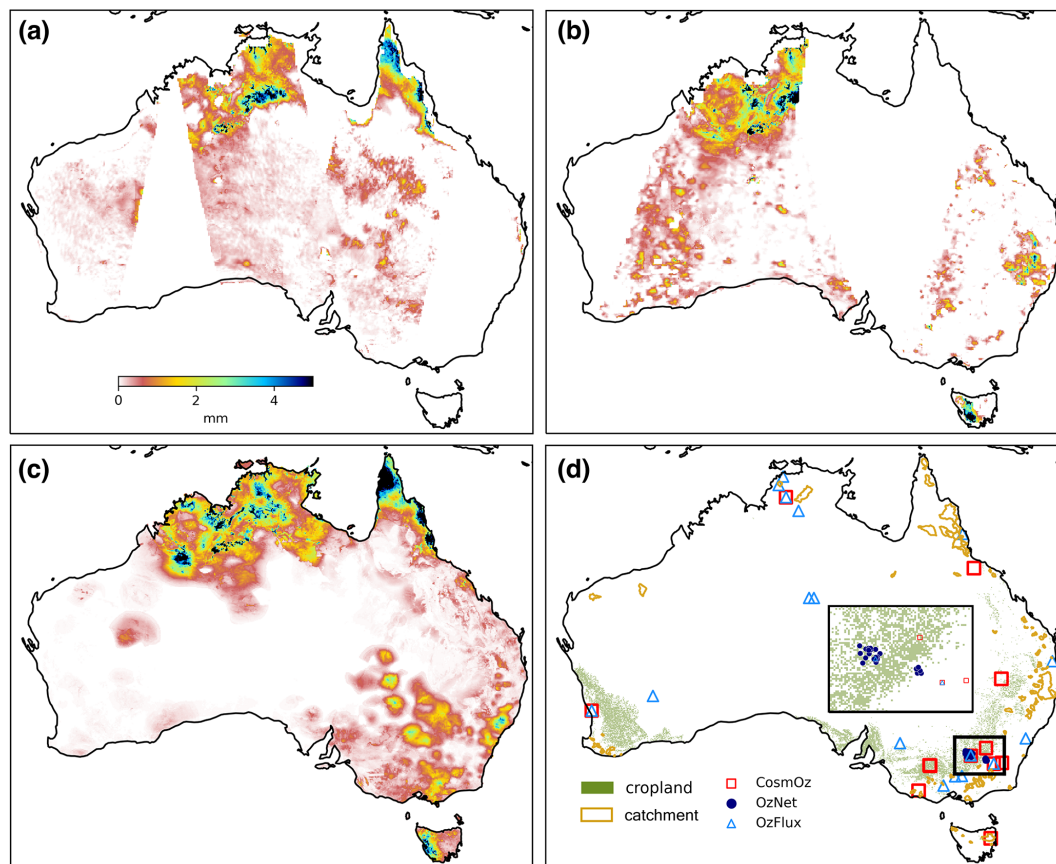 (a)
(b)
0 2 4
mm
(c)
(d)
cropland
catchment
CosmOz
OzNet
OzFlux